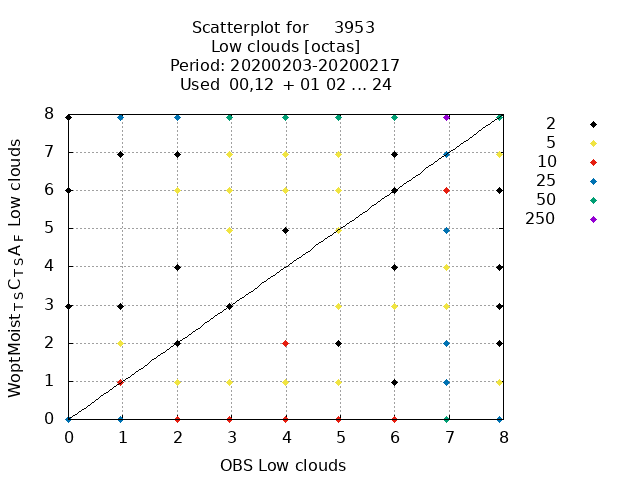 Scatterplot for 3953
Low clouds [octas]
Period: 20200203-20200217
Used 00,12 + 01 02 ... 24
8
7
6
5
4
3
2
1
0
WoptMoist T S C T S A F Low clouds
0 1 2 3 4 5 6 7 8
OBS Low clouds
2
5
10
25
50
250